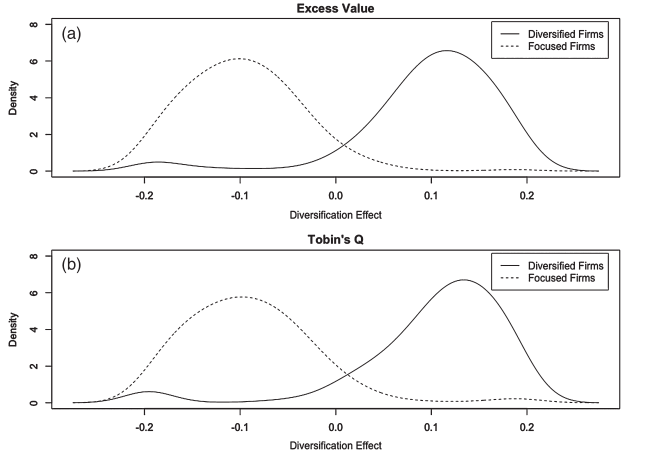 Excess Value
(a)
Diversified Firms
Focused Firms
Density
0
2
4
6
8
-0.2
-0.1
0.0
0.1
0.2
Diversification Effect
Tobin's Q
(b)
Diversified Firms
Focused Firms
Density
0
2
4
6
8
-0.2
-0.1
0.0
0.1
0.2
Diversification Effect